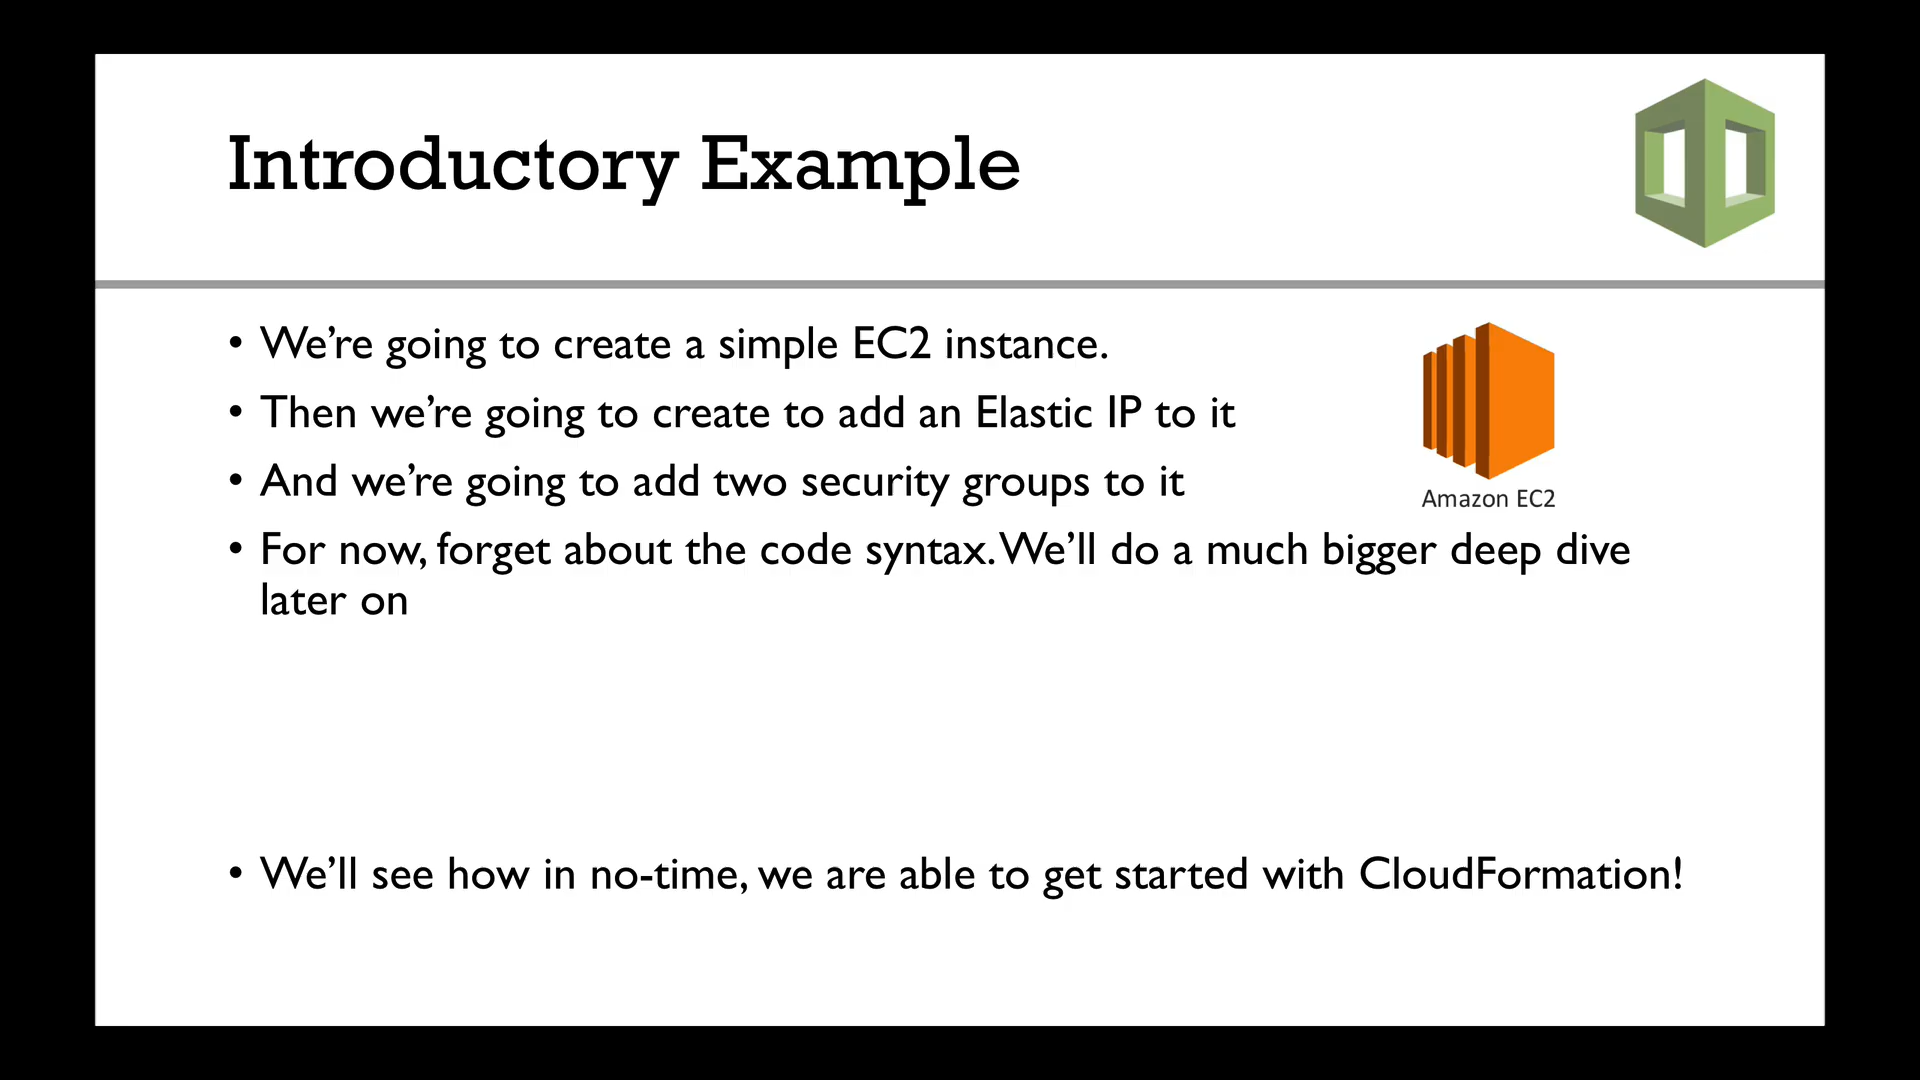 Introductory Example
• We’re going to create a simple EC2 instance.
• Then we’re going to create to add an Elastic IP to it
• And we’re going to add two security groups to it
Amazon EC2
• For now, forget about the code syntax. We’ll do a much bigger deep dive
later on
• We’ll see how in no-time, we are able to get started with CloudFormation!